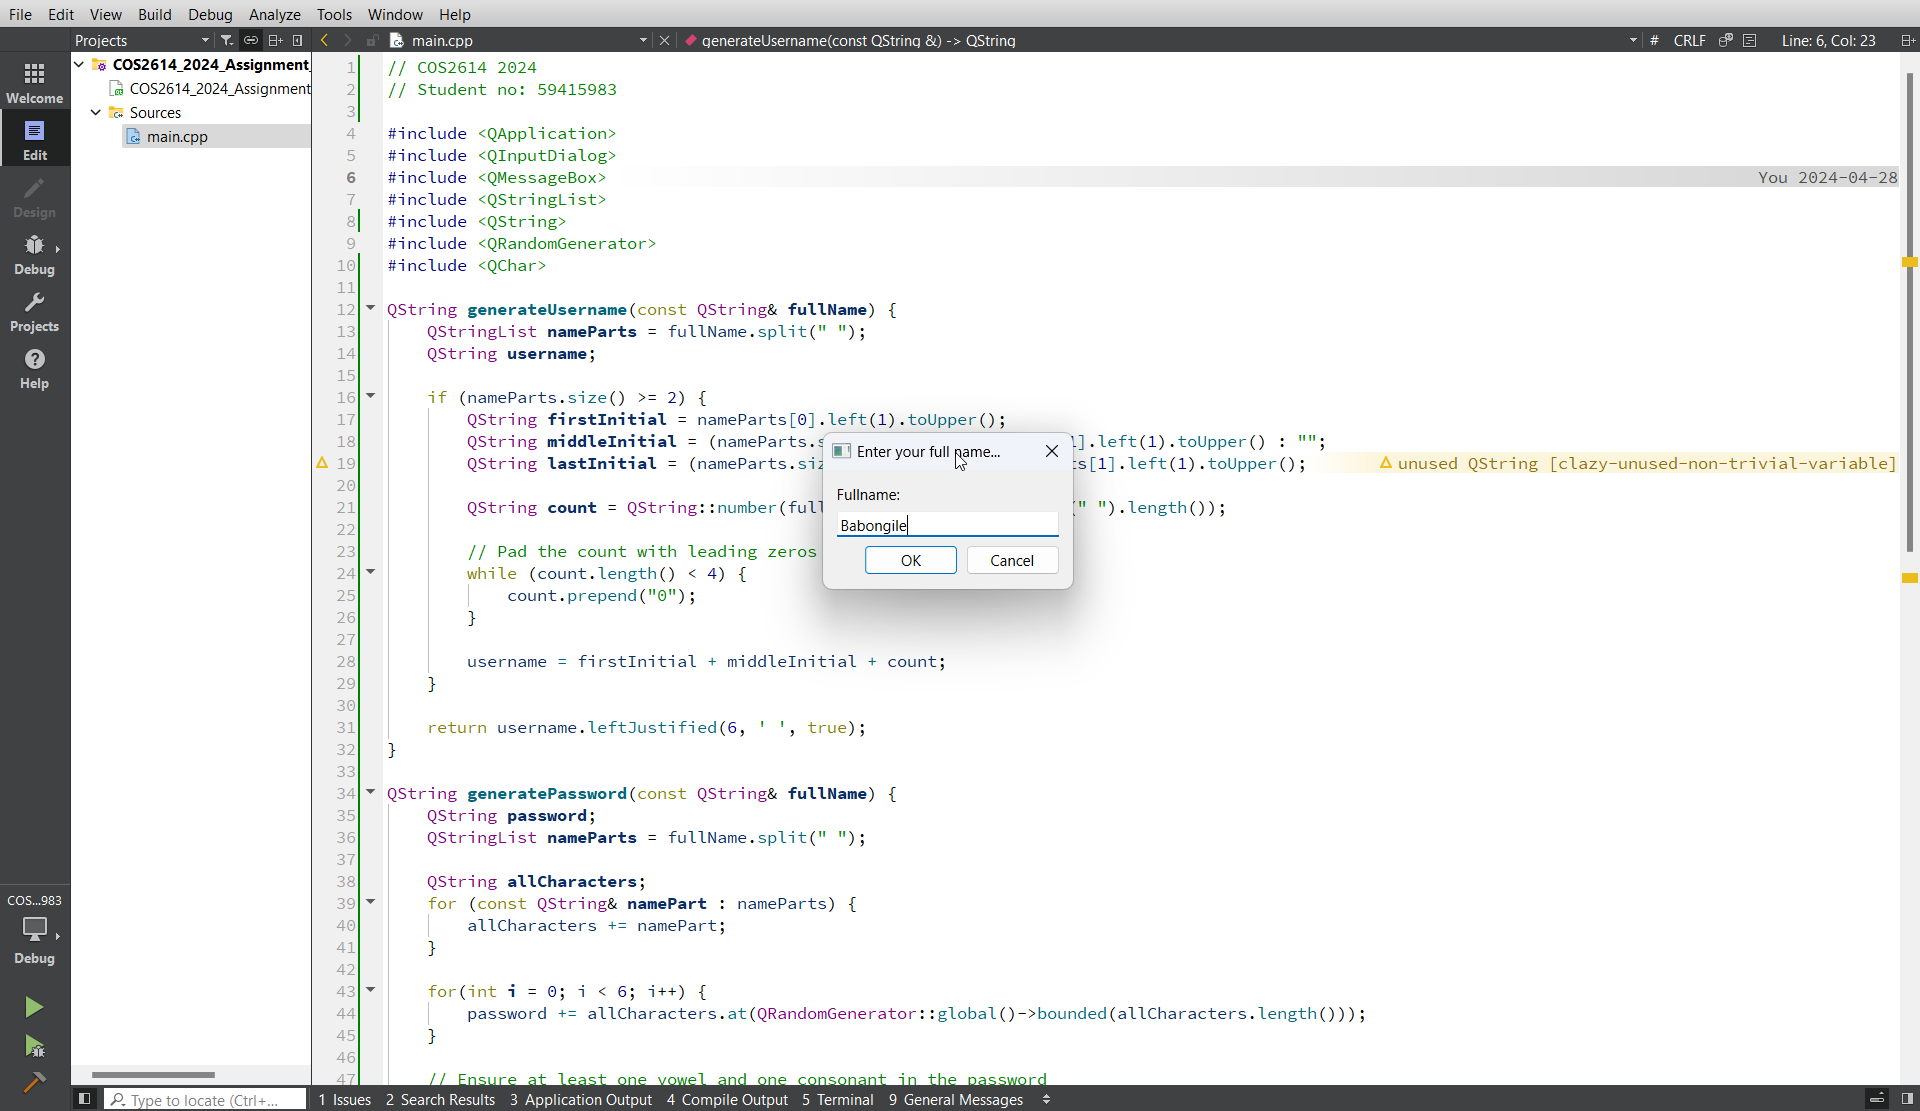 File Edit View Build Debug Analyze Tools Window Help
Projects
main.cpp
generateUsername(const QString &) -> QString
# CRLF Line: 6, Col: 23
Welcome
Edit
Design
Debug
Projects
Help
COS...983
Debug
COS2614_2024_Assignment
COS2614_2024_Assignment
Sources
main.cpp
1 // COS2614 2024
2 // Student no: 59415983
3
4 #include <QApplication>
5 #include <QInputDialog>
6 #include <QMessageBox> You 2024-04-28
7 #include <QStringList>
8 #include <QString>
9 #include <QRandomGenerator>
10 #include <QChar>
11
12 QString generateUsername(const QString& fullName) {
13 QStringList nameParts = fullName.split(" ");
14 QString username;
15
16 if (nameParts.size() >= 2) {
17 QString firstInitial = nameParts[0].left(1).toUpper();
18 QString middleInitial = (nameParts.s 1].left(1).toUpper() : "";
19 QString lastInitial = (nameParts.siz ts[1].left(1).toUpper(); unused QString [clazy-unused-non-trivial-variable]
20
21 QString count = QString::number(full (" ").length());
22
23 // Pad the count with leading zeros
24 while (count.length() < 4) {
25 count.prepend("0");
26 }
27
28 username = firstInitial + middleInitial + count;
29 }
30
31 return username.leftJustified(6, ' ', true);
32 }
33
34 QString generatePassword(const QString& fullName) {
35 QString password;
36 QStringList nameParts = fullName.split(" ");
37
38 QString allCharacters;
39 for (const QString& namePart : nameParts) {
40 allCharacters += namePart;
41 }
42
43 for(int i = 0; i < 6; i++) {
44 password += allCharacters.at(QRandomGenerator::global()->bounded(allCharacters.length()));
45 }
46
47 // Ensure at least one vowel and one consonant in the password
Enter your full name...
Fullname:
Babongile
OK Cancel
Type to locate (Ctrl+...
1 Issues 2 Search Results 3 Application Output 4 Compile Output 5 Terminal 9 General Messages